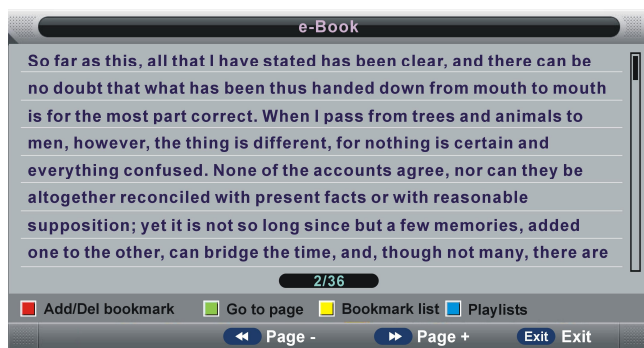 e-Book
So far as this, all that I have stated has been clear, and there can be
no doubt that what has been thus handed down from mouth to mouth
is for the most part correct. When I pass from trees and animals to
men, however, the thing is different, for nothing is certain and
everything confused. None of the accounts agree, nor can they be
altogether reconciled with present facts or with reasonable
supposition; yet it is not so long since but a few memories, added
one to the other, can bridge the time, and, though not many, there are
2/36
Add/Del bookmark Go to page Bookmark list Playlists
Page - Page + Exit Exit